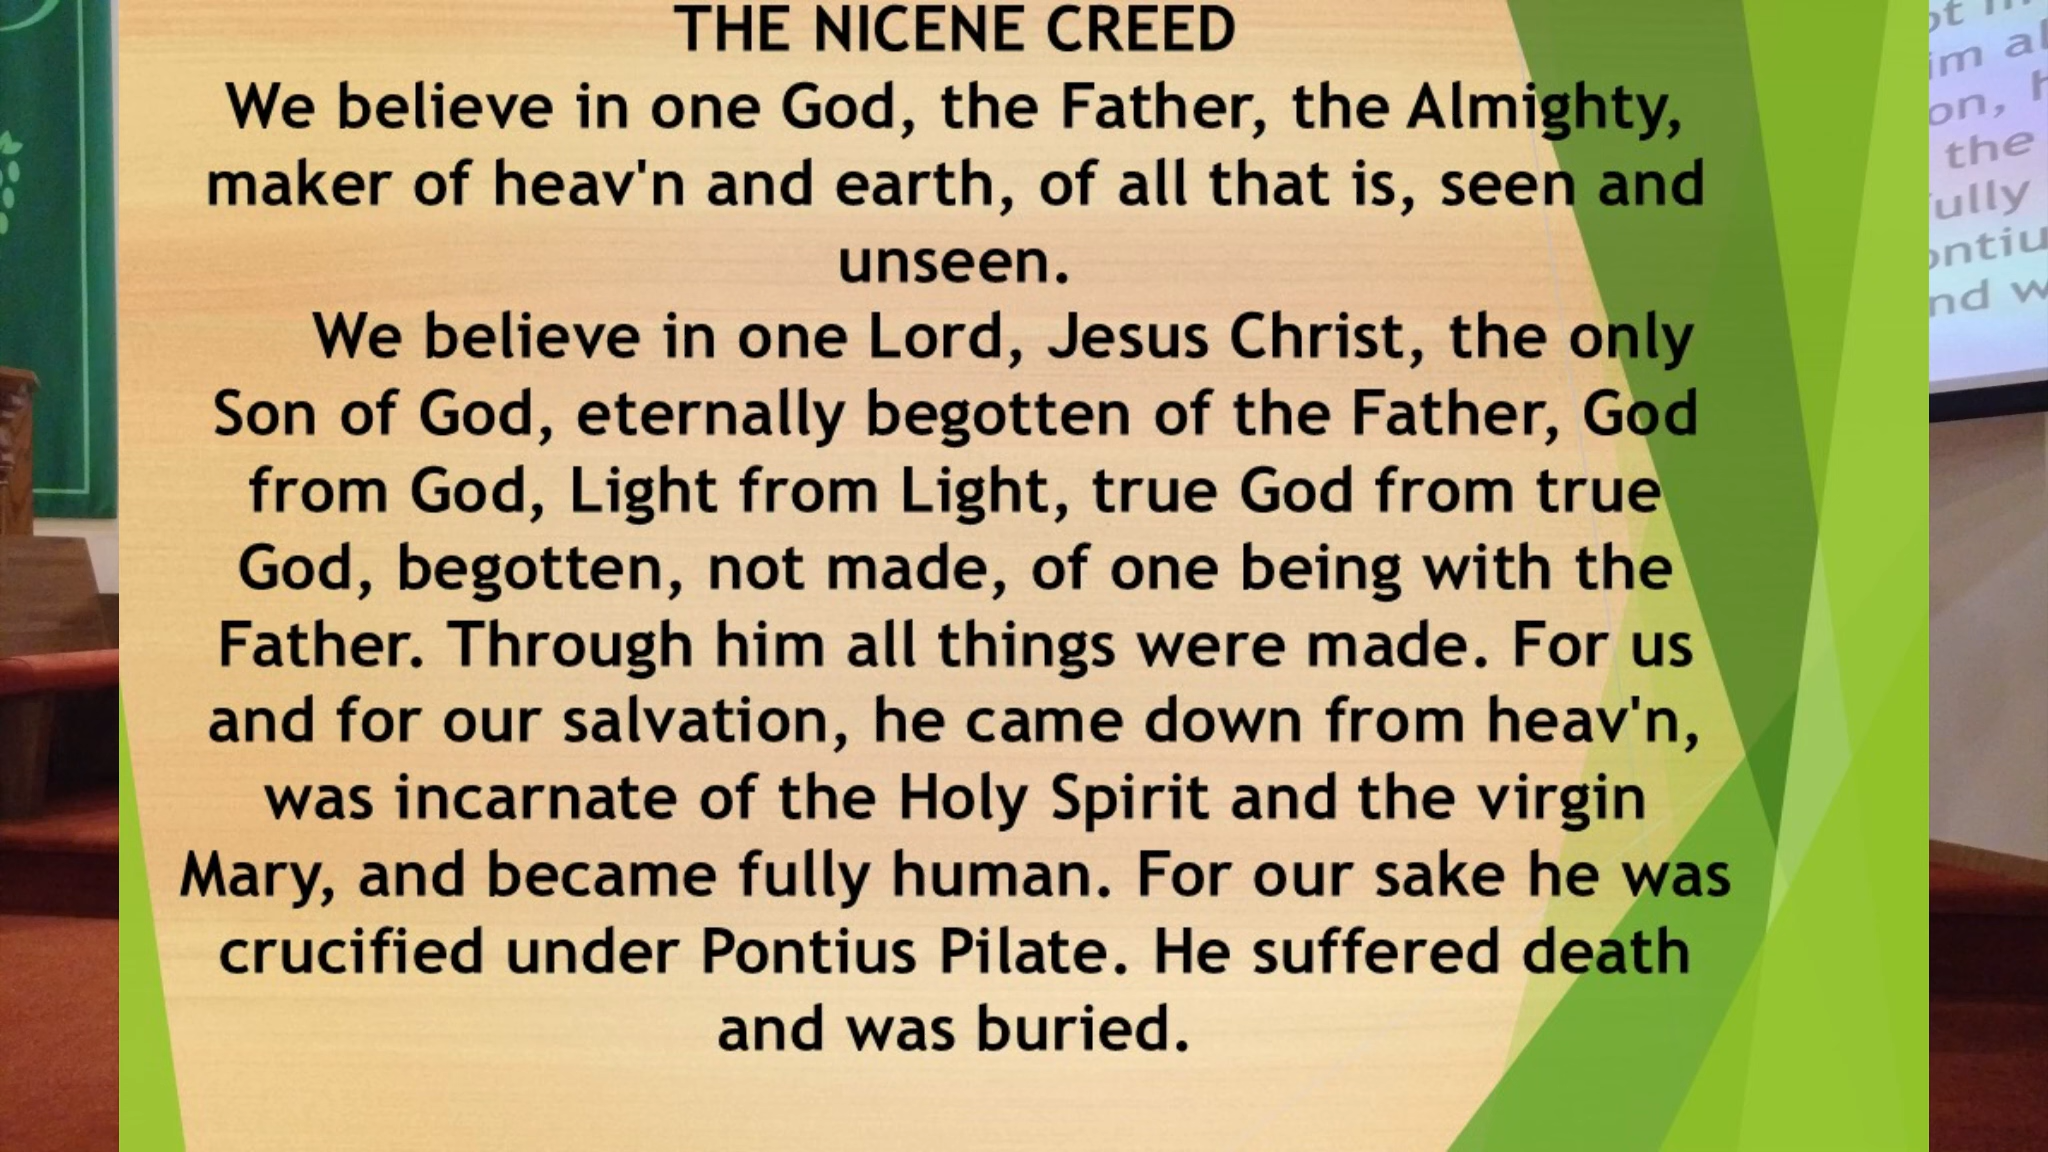 THE NICENE CREED
We believe in one God, the Father, the Almighty,
maker of heav'n and earth, of all that is, seen and
unseen.
We believe in one Lord, Jesus Christ, the only
Son of God, eternally begotten of the Father, God
from God, Light from Light, true God from true
God, begotten, not made, of one being with the
Father. Through him all things were made. For us
and for our salvation, he came down from heav'n,
was incarnate of the Holy Spirit and the virgin
Mary, and became fully human. For our sake he was
crucified under Pontius Pilate. He suffered death
and was buried.
the